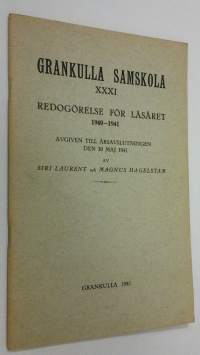 GRANKULLA SAMSKOLA
XXXI
REDOGÖRELSE FÖR LÄSÅRET
1940—1941
AVGIVEN TILL ÅRSAVSLUTNINGEN
DEN 30 MAJ 1941
AV
SIRI LAURENT och MAGNUS HAGELSTAM
GRANKULLA 1941